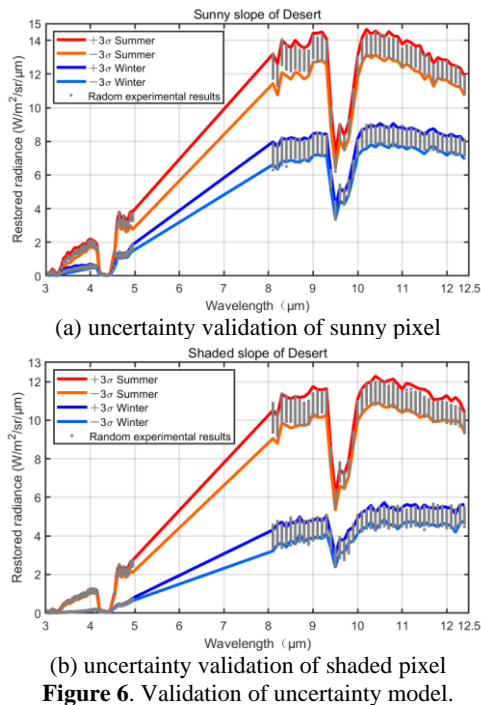 Sunny slope of Desert
Restored radiance (W/m²/sr/μm)
15
14
12
10
8
6
4
2
0
+3σ Summer
−3σ Summer
+3σ Winter
−3σ Winter
Radom experimental results
3 4 5 6 7 8 9 10 11 12 12.5
Wavelength（μm）
(a) uncertainty validation of sunny pixel
Shaded slope of Desert
Restored radiance (W/m²/sr/μm)
13
12
10
8
6
4
2
0
+3σ Summer
−3σ Summer
+3σ Winter
−3σ Winter
Random experimental results
3 4 5 6 7 8 9 10 11 12 12.5
Wavelength（μm）
(b) uncertainty validation of shaded pixel
Figure 6. Validation of uncertainty model.